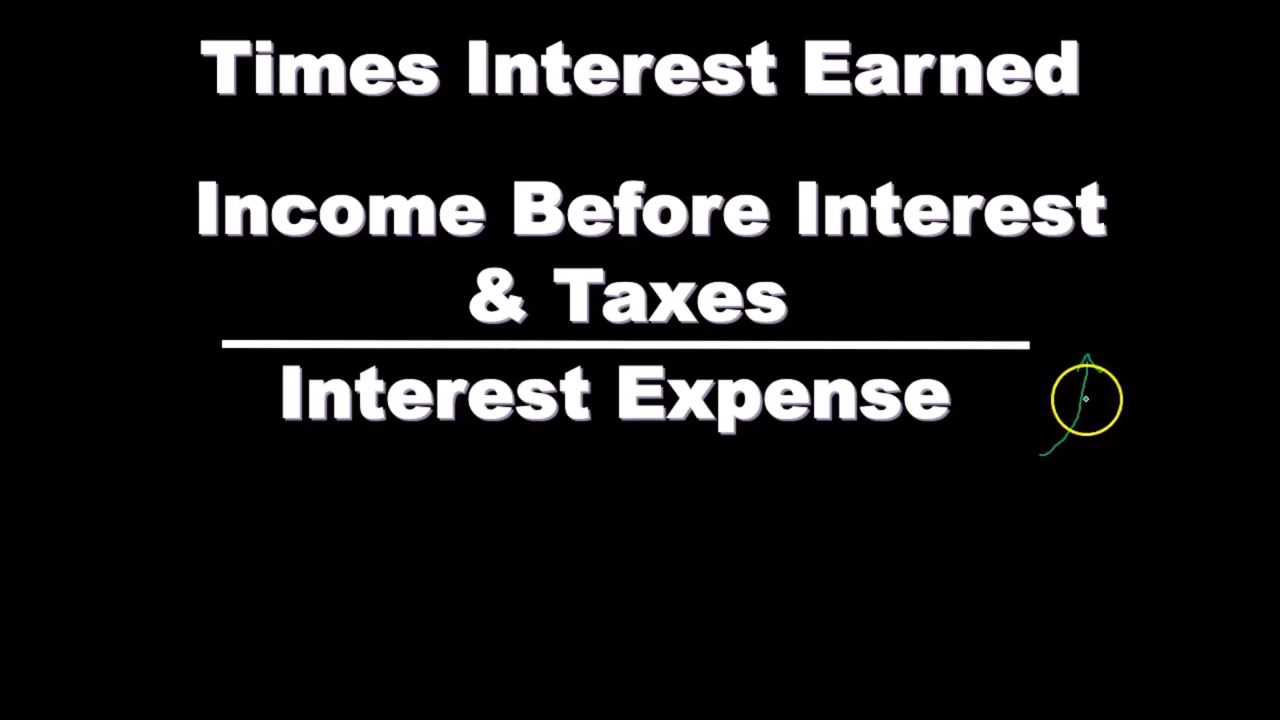 Times Interest Earned
Income Before Interest
& Taxes
Interest Expense